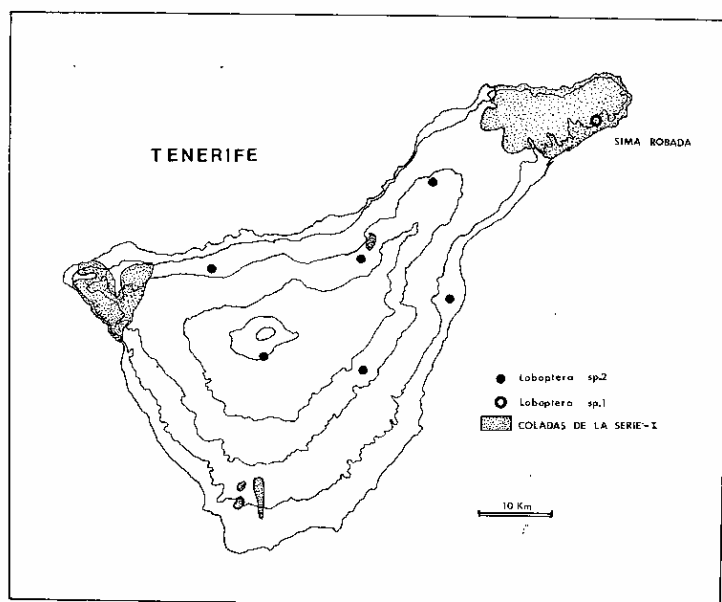 TENERIFE
SIMA ROBADA
Loboptera sp.2
Loboptera sp.1
COLADAS DE LA SERIE-I
10 Km